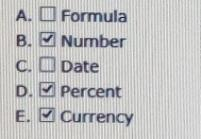 A. ☐ Formula
B. ☑ Number
C. ☐ Date
D. ☑ Percent
E. ☑ Currency